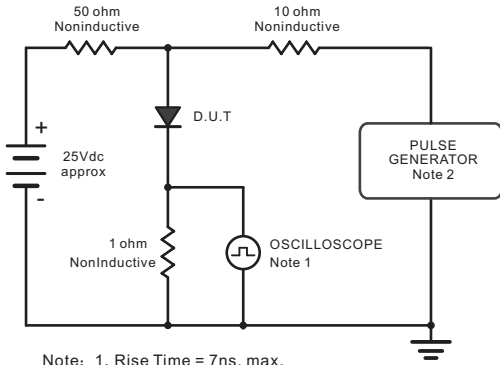 50 ohm
Noninductive
10 ohm
Noninductive
D.U.T
+
25Vdc
approx
-
PULSE
GENERATOR
Note 2
1 ohm
NonInductive
OSCILLOSCOPE
Note 1
Note: 1. Rise Time = 7ns. max.